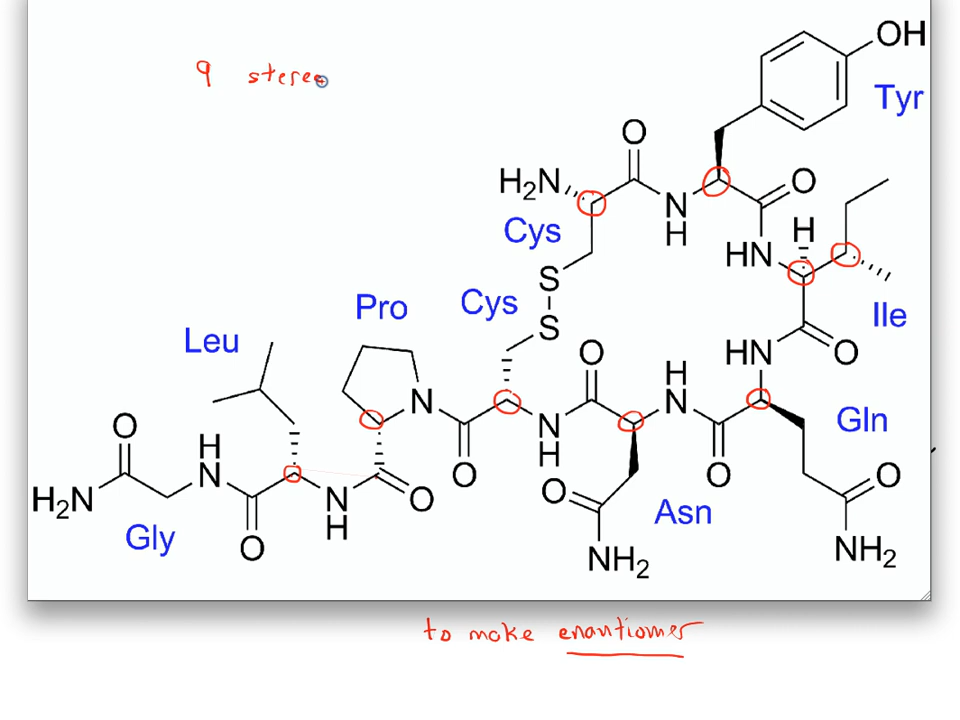 9 stereo
OH
Tyr
O
H₂N
O
N
H
Cys
H
HN
S
Cys
S
Ile
Pro
O
HN
Leu
O
H
N
N
Gln
O
H
N
N
H
O
O
O
H₂N
N
H
O
O
Asn
Gly
O
NH₂
NH₂
to make enantiomer